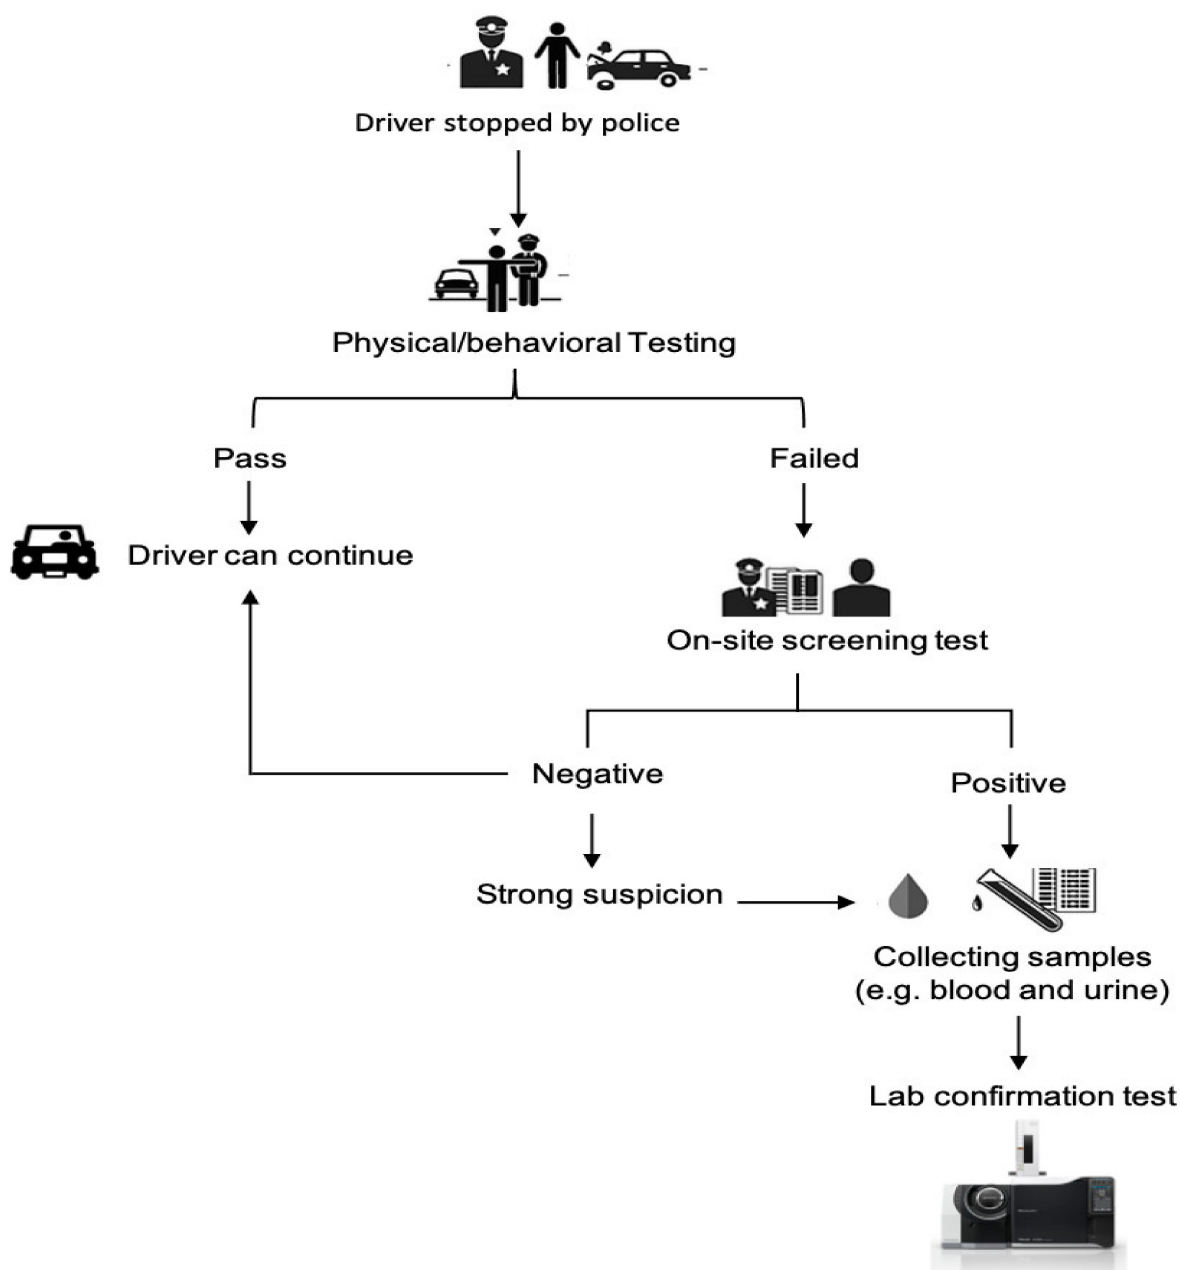 Driver stopped by police
Physical/behavioral Testing
Pass
Failed
Driver can continue
On-site screening test
Negative
Positive
Strong suspicion
Collecting samples
(e.g. blood and urine)
Lab confirmation test